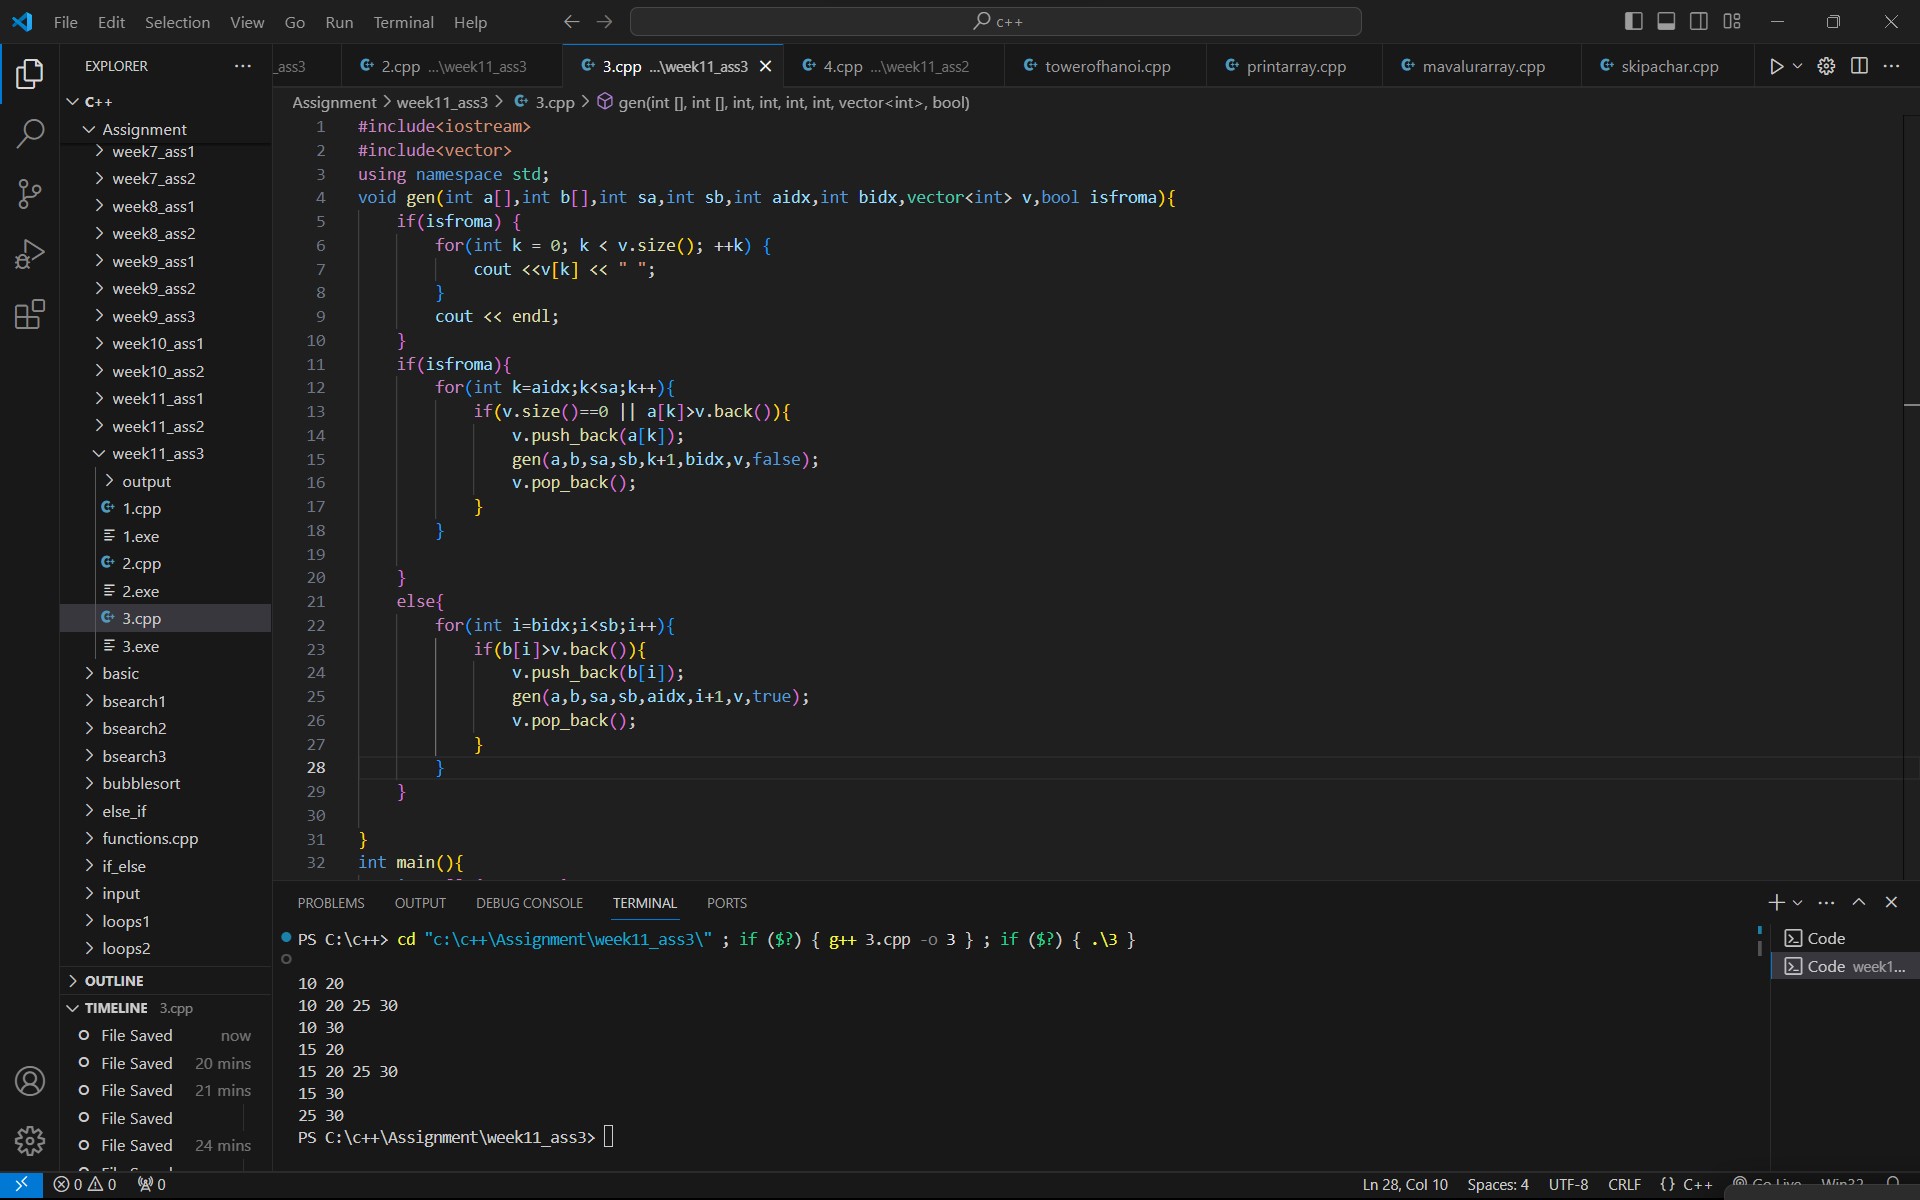 File Edit Selection View Go Run Terminal Help
c++
EXPLORER
C++
Assignment
week7_ass1
week7_ass2
week8_ass1
week8_ass2
week9_ass1
week9_ass2
week9_ass3
week10_ass1
week10_ass2
week11_ass1
week11_ass2
week11_ass3
output
1.cpp
1.exe
2.cpp
2.exe
3.cpp
3.exe
basic
bsearch1
bsearch2
bsearch3
bubblesort
else_if
functions.cpp
if_else
input
loops1
loops2
OUTLINE
TIMELINE 3.cpp
File Saved now
File Saved 20 mins
File Saved 21 mins
File Saved
File Saved 24 mins
_ass3 2.cpp ...\week11_ass3 3.cpp ...\week11_ass3 4.cpp ...\week11_ass2 towerofhanoi.cpp printarray.cpp mavalurarray.cpp skipachar.cpp
Assignment > week11_ass3 > 3.cpp > gen(int [], int [], int, int, int, int, vector<int>, bool)
1 #include<iostream>
2 #include<vector>
3 using namespace std;
4 void gen(int a[],int b[],int sa,int sb,int aidx,int bidx,vector<int> v,bool isfroma){
5 if(isfroma) {
6 for(int k = 0; k < v.size(); ++k) {
7 cout <<v[k] << " ";
8 }
9 cout << endl;
10 }
11 if(isfroma){
12 for(int k=aidx;k<sa;k++){
13 if(v.size()==0 || a[k]>v.back()){
14 v.push_back(a[k]);
15 gen(a,b,sa,sb,k+1,bidx,v,false);
16 v.pop_back();
17 }
18 }
19
20 }
21 else{
22 for(int i=bidx;i<sb;i++){
23 if(b[i]>v.back()){
24 v.push_back(b[i]);
25 gen(a,b,sa,sb,aidx,i+1,v,true);
26 v.pop_back();
27 }
28 }
29 }
30
31 }
32 int main(){
PROBLEMS OUTPUT DEBUG CONSOLE TERMINAL PORTS
PS C:\c++> cd "c:\c++\Assignment\week11_ass3\" ; if ($?) { g++ 3.cpp -o 3 } ; if ($?) { .\3 }
10 20
10 20 25 30
10 30
15 20
15 20 25 30
15 30
25 30
PS C:\c++\Assignment\week11_ass3>
Code
Code week1...
0 0 0
Ln 28, Col 10 Spaces: 4 UTF-8 CRLF {} C++ Go Live Win32